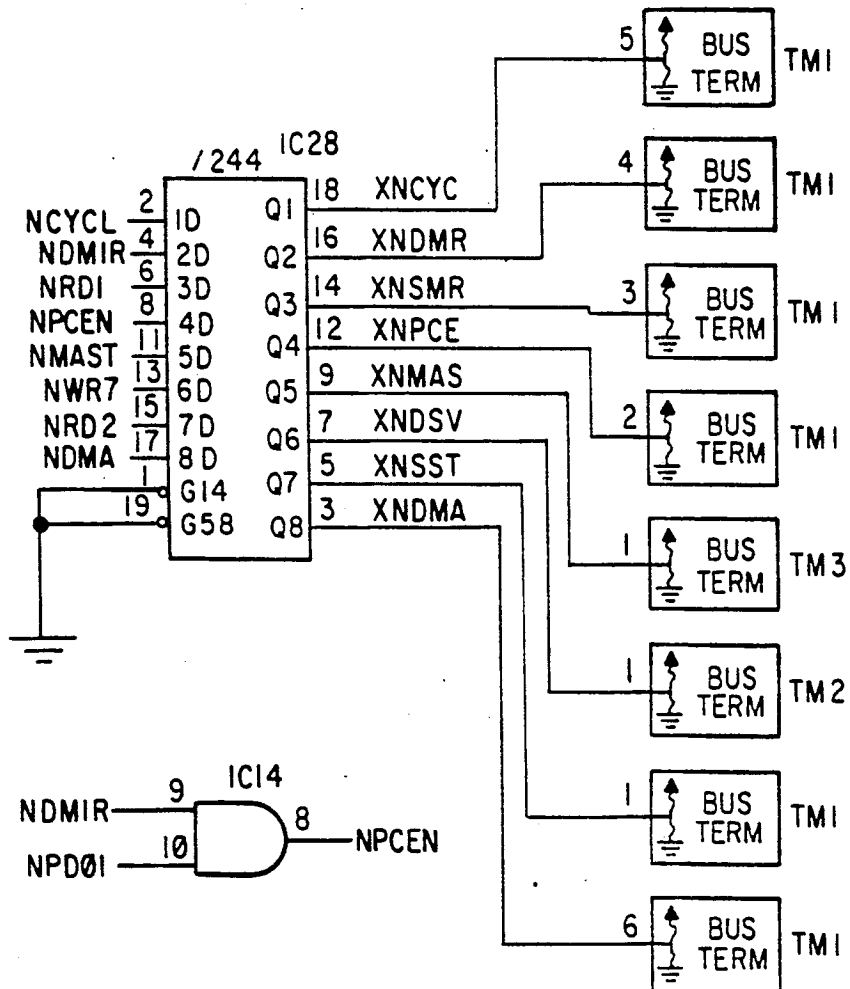 5 BUS TERM TM1
/244 IC28
4 BUS TERM TM1
NCYCL 2 1D Q1 18 XNCYC
NDMIR 4 2D Q2 16 XNDMR
NRD1 6 3D Q3 14 XNSMR
3 BUS TERM TM1
NPCEN 8 4D Q4 12 XNPCE
NMAST 11 5D Q5 9 XNMAS
NWR7 13 6D Q6 7 XNDSV
NRD2 15 7D Q7 5 XNSST
NDMA 17 8D Q8 3 XNDMA
1 G14
19 G58
2 BUS TERM TM1
1 BUS TERM TM3
1 BUS TERM TM2
1 BUS TERM TM1
6 BUS TERM TM1
IC14
NDMIR 9
8 NPCEN
NPDØ1 10